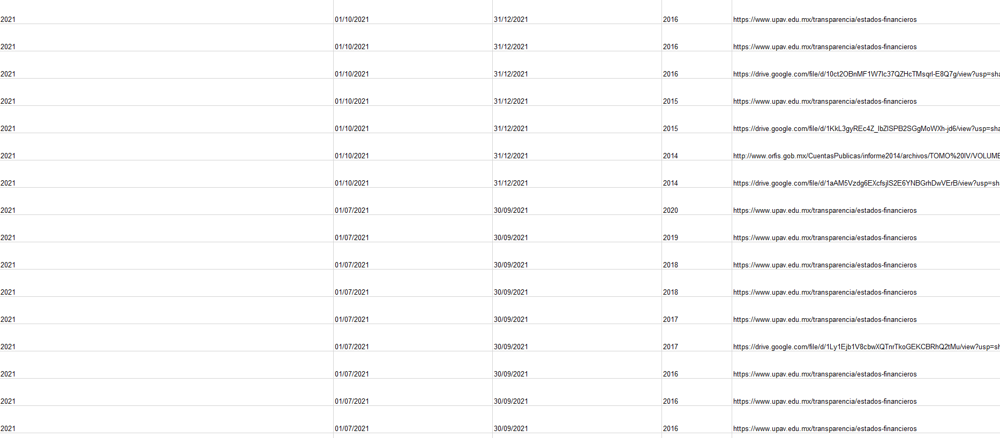 2021 01/10/2021 31/12/2021 2016 https://www.upav.edu.mx/transparencia/estados-financieros
2021 01/10/2021 31/12/2021 2016 https://www.upav.edu.mx/transparencia/estados-financieros
2021 01/10/2021 31/12/2021 2016 https://drive.google.com/file/d/10ct2OBnMF1W7lc37QZHcTMsqrl-E8Q7g/view?usp=sha
2021 01/10/2021 31/12/2021 2015 https://www.upav.edu.mx/transparencia/estados-financieros
2021 01/10/2021 31/12/2021 2015 https://drive.google.com/file/d/1KkL3gyREc4Z_lbZlSPB2SGgMoWXh-jd6/view?usp=sha
2021 01/10/2021 31/12/2021 2014 http://www.orfis.gob.mx/CuentasPublicas/informe2014/archivos/TOMO%20IV/VOLUME
2021 01/10/2021 31/12/2021 2014 https://drive.google.com/file/d/1aAM5Vzdg6EXcfsjlS2E6YNBGrhDwVErB/view?usp=sh
2021 01/07/2021 30/09/2021 2020 https://www.upav.edu.mx/transparencia/estados-financieros
2021 01/07/2021 30/09/2021 2019 https://www.upav.edu.mx/transparencia/estados-financieros
2021 01/07/2021 30/09/2021 2018 https://www.upav.edu.mx/transparencia/estados-financieros
2021 01/07/2021 30/09/2021 2018 https://www.upav.edu.mx/transparencia/estados-financieros
2021 01/07/2021 30/09/2021 2017 https://www.upav.edu.mx/transparencia/estados-financieros
2021 01/07/2021 30/09/2021 2017 https://drive.google.com/file/d/1Ly1Ejb1V8cbwXQTnrTkoGEKCBRhQ2tMu/view?usp=sh
2021 01/07/2021 30/09/2021 2016 https://www.upav.edu.mx/transparencia/estados-financieros
2021 01/07/2021 30/09/2021 2016 https://www.upav.edu.mx/transparencia/estados-financieros
2021 01/07/2021 30/09/2021 2016 https://www.upav.edu.mx/transparencia/estados-financieros